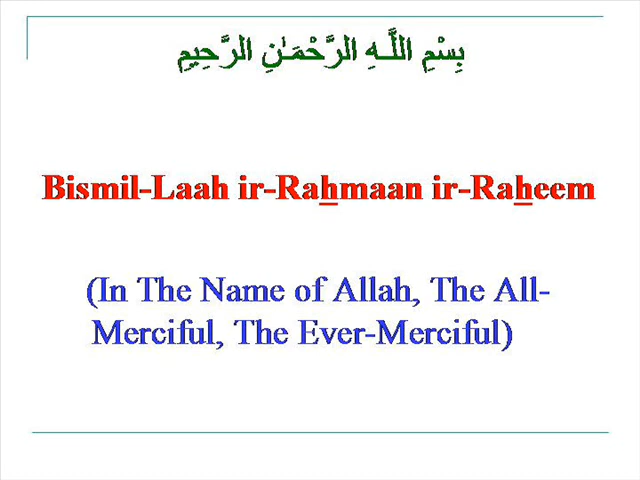 بِسْمِ اللَّـهِ الرَّحْمَـٰنِ الرَّحِيمِ
Bismil-Laah ir-Rahmaan ir-Raheem
(In The Name of Allah, The All-
Merciful, The Ever-Merciful)